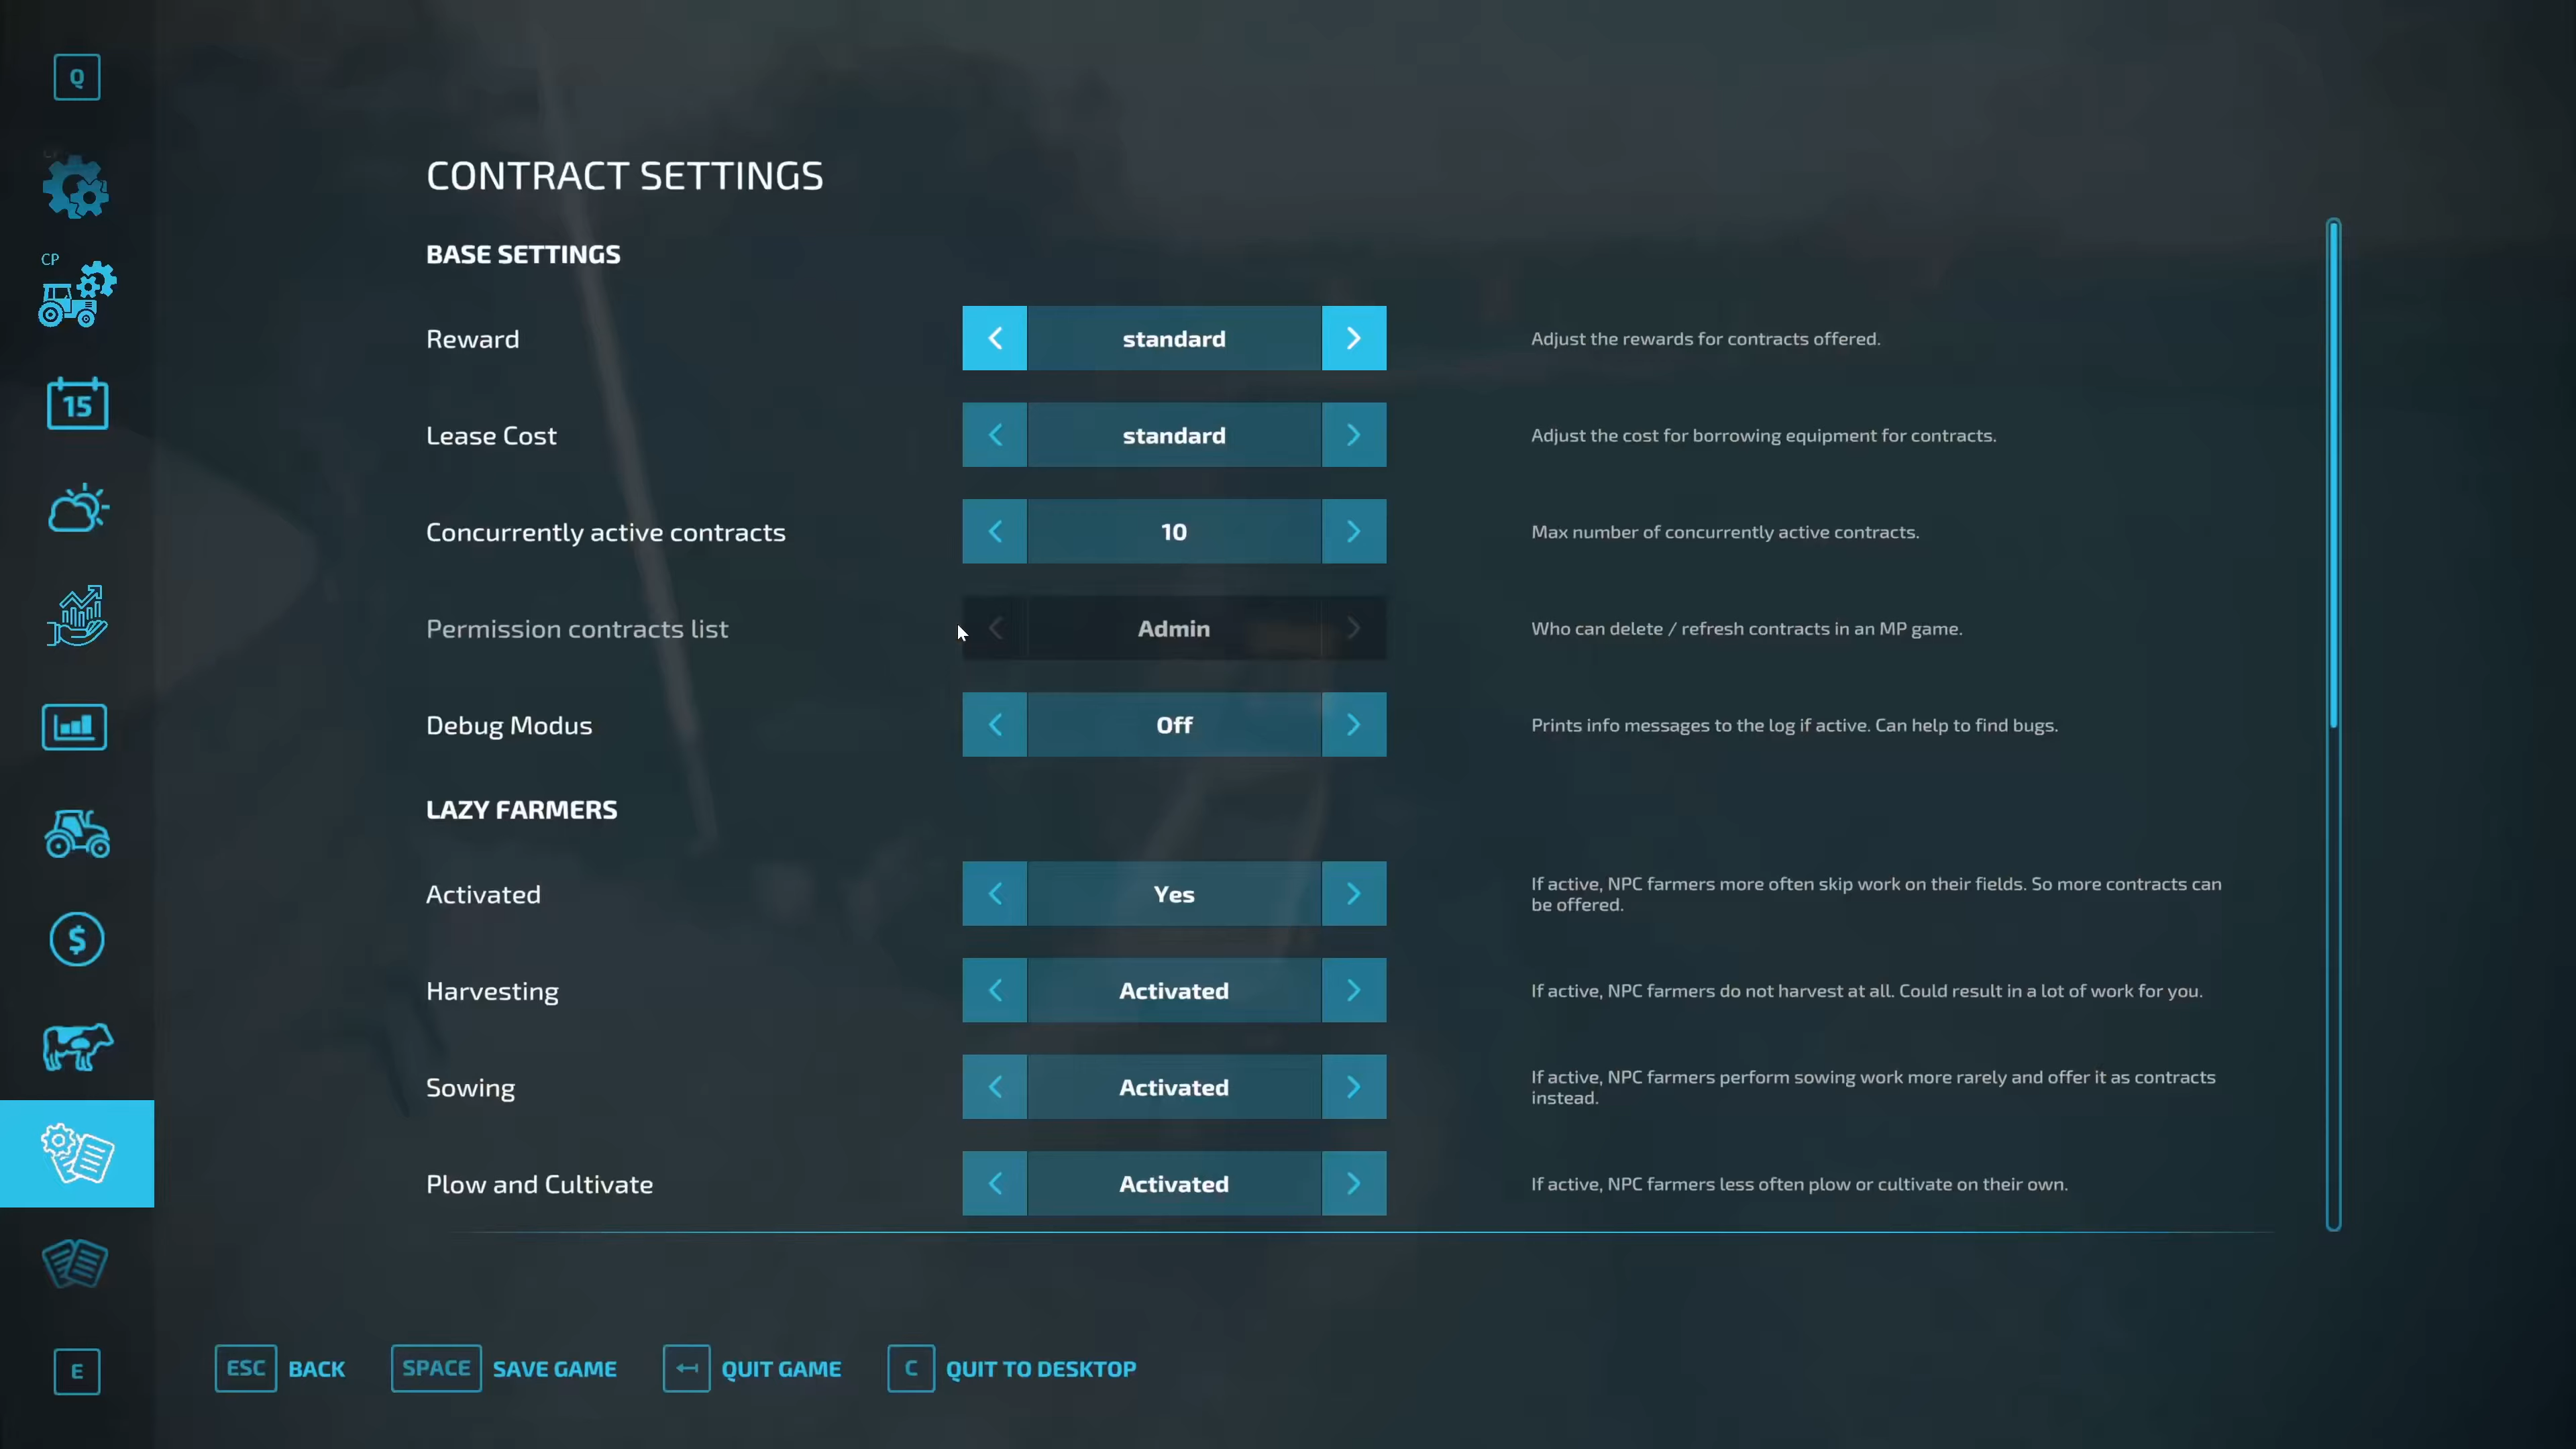 Q
CONTRACT SETTINGS
BASE SETTINGS
CP
Reward
standard
Adjust the rewards for contracts offered.
15
Lease Cost
standard
Adjust the cost for borrowing equipment for contracts.
Concurrently active contracts
10
Max number of concurrently active contracts.
Permission contracts list
Admin
Who can delete / refresh contracts in an MP game.
Debug Modus
Off
Prints info messages to the log if active. Can help to find bugs.
LAZY FARMERS
Activated
Yes
If active, NPC farmers more often skip work on their fields. So more contracts can
be offered.
$
Harvesting
Activated
If active, NPC farmers do not harvest at all. Could result in a lot of work for you.
Sowing
Activated
If active, NPC farmers perform sowing work more rarely and offer it as contracts
instead.
Plow and Cultivate
Activated
If active, NPC farmers less often plow or cultivate on their own.
E
ESC BACK
SPACE SAVE GAME
QUIT GAME
C QUIT TO DESKTOP